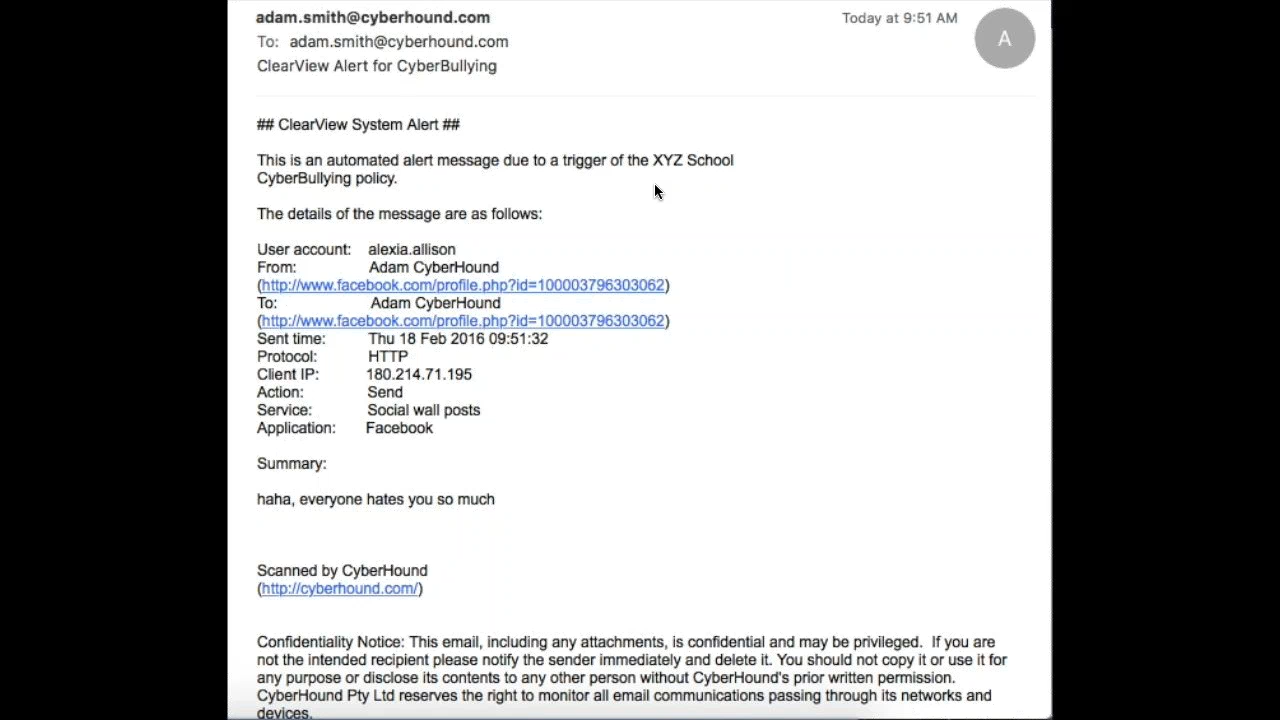 adam.smith@cyberhound.com
Today at 9:51 AM
A
To: adam.smith@cyberhound.com
ClearView Alert for CyberBullying
## ClearView System Alert ##
This is an automated alert message due to a trigger of the XYZ School
CyberBullying policy.
The details of the message are as follows:
User account: alexia.allison
From: Adam CyberHound
(http://www.facebook.com/profile.php?id=100003796303062)
To: Adam CyberHound
(http://www.facebook.com/profile.php?id=100003796303062)
Sent time: Thu 18 Feb 2016 09:51:32
Protocol: HTTP
Client IP: 180.214.71.195
Action: Send
Service: Social wall posts
Application: Facebook
Summary:
haha, everyone hates you so much
Scanned by CyberHound
(http://cyberhound.com/)
Confidentiality Notice: This email, including any attachments, is confidential and may be privileged. If you are
not the intended recipient please notify the sender immediately and delete it. You should not copy it or use it for
any purpose or disclose its contents to any other person without CyberHound's prior written permission.
CyberHound Pty Ltd reserves the right to monitor all email communications passing through its networks and
devices.